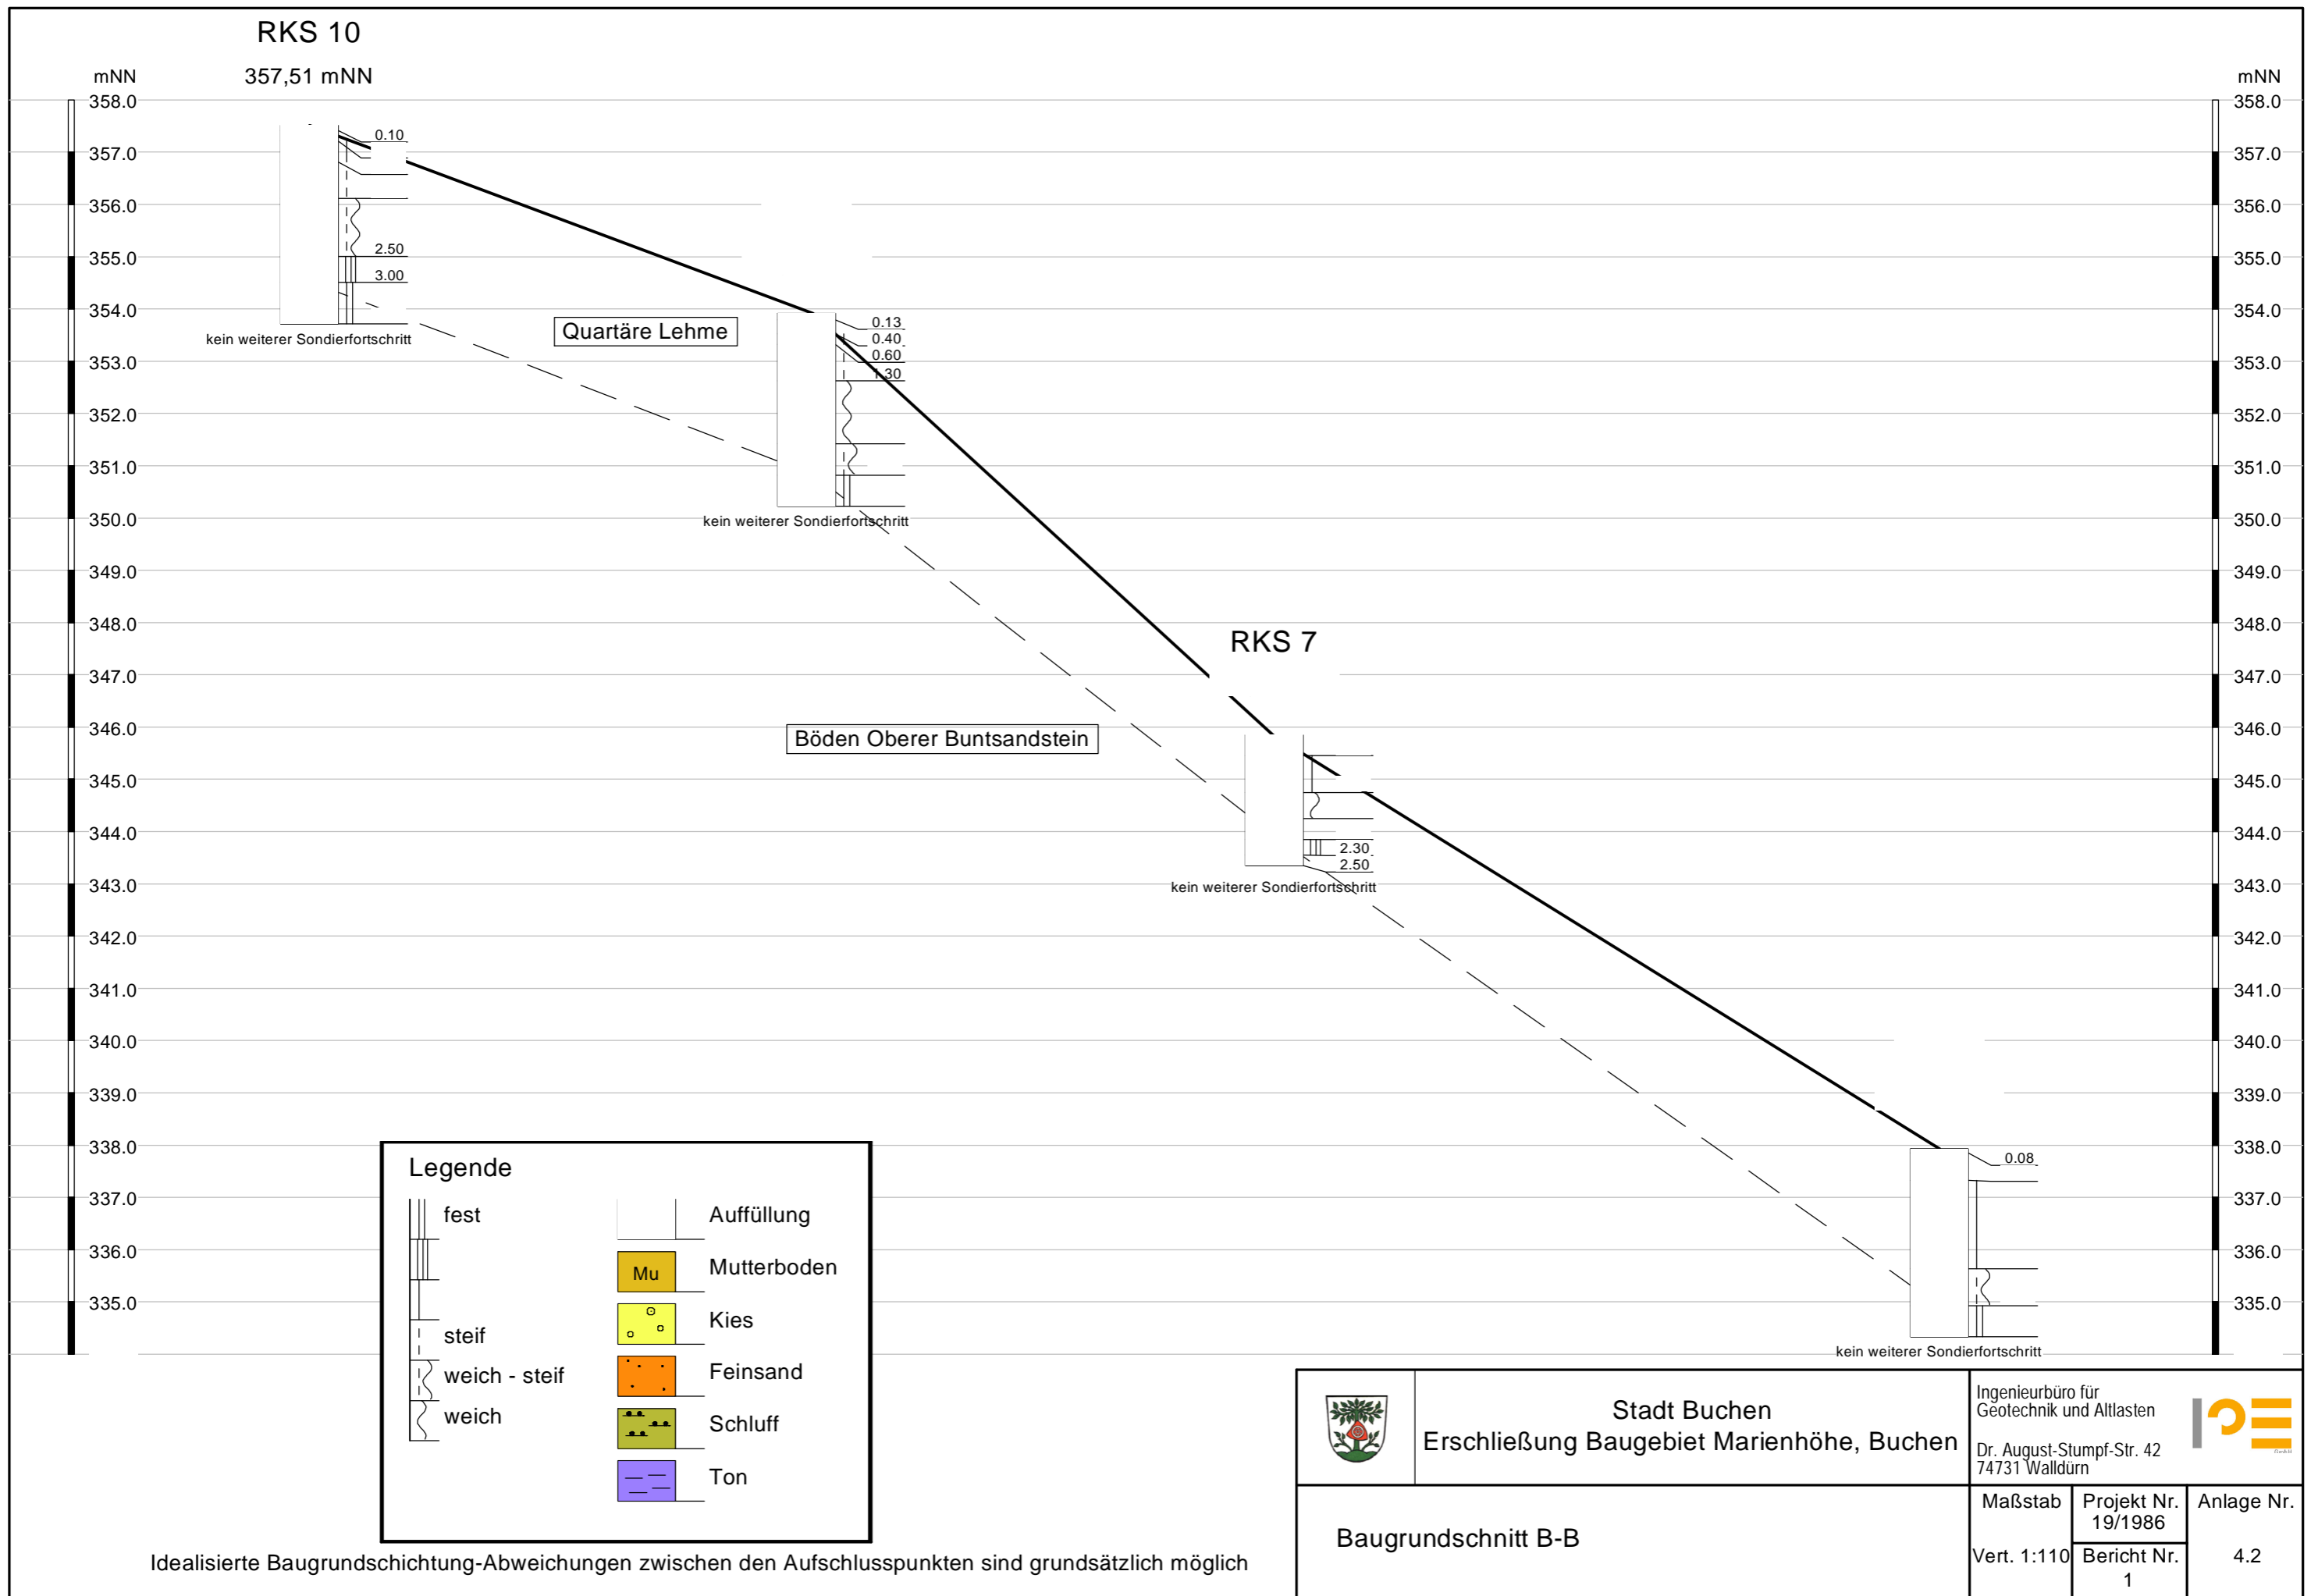 RKS 10
357,51 mNN
mNN
mNN
358.0
357.0
356.0
355.0
354.0
353.0
352.0
351.0
350.0
349.0
348.0
347.0
346.0
345.0
344.0
343.0
342.0
341.0
340.0
339.0
338.0
337.0
336.0
335.0
0.10
2.50
3.00
kein weiterer Sondierfortschritt
Quartäre Lehme
0.13
0.40
0.60
1.30
kein weiterer Sondierfortschritt
RKS 7
Böden Oberer Buntsandstein
2.30
2.50
kein weiterer Sondierfortschritt
0.08
kein weiterer Sondierfortschritt
358.0
357.0
356.0
355.0
354.0
353.0
352.0
351.0
350.0
349.0
348.0
347.0
346.0
345.0
344.0
343.0
342.0
341.0
340.0
339.0
338.0
337.0
336.0
335.0
Legende
fest
steif
weich - steif
weich
Auffüllung
Mu Mutterboden
Kies
Feinsand
Schluff
Ton
Idealisierte Baugrundschichtung-Abweichungen zwischen den Aufschlusspunkten sind grundsätzlich möglich
Stadt Buchen
Erschließung Baugebiet Marienhöhe, Buchen
Ingenieurbüro für
Geotechnik und Altlasten
Dr. August-Stumpf-Str. 42
74731 Walldürn
Baugrundschnitt B-B
Maßstab
Vert. 1:110
Projekt Nr.
19/1986
Bericht Nr.
1
Anlage Nr.
4.2